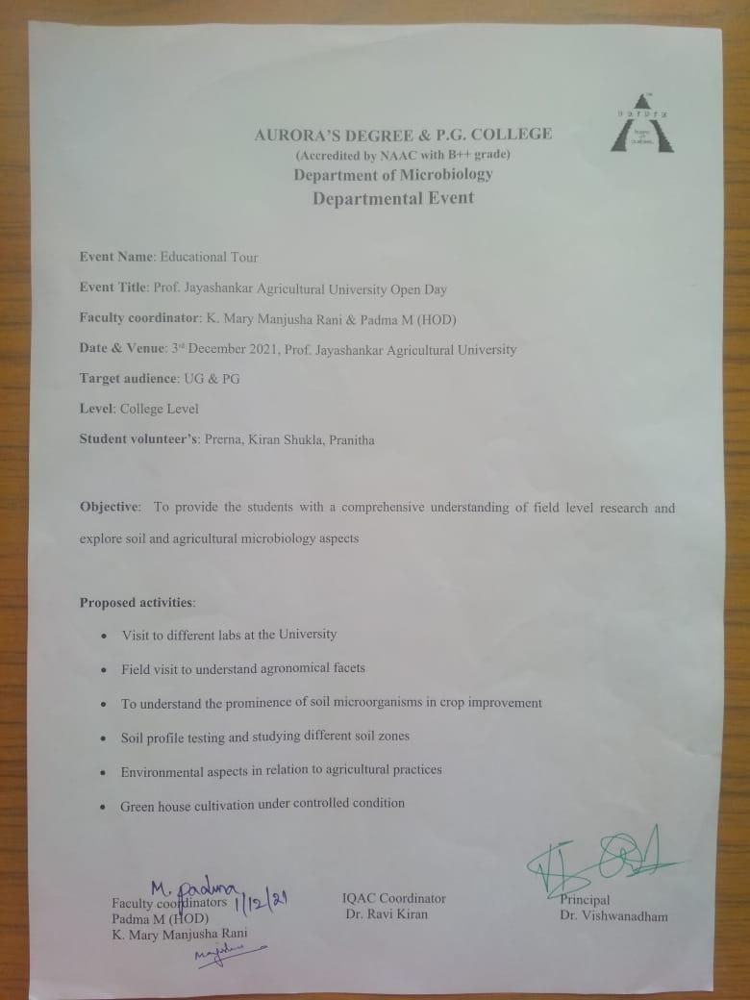 TM
aurora
AURORA'S DEGREE & P.G. COLLEGE
(Accredited by NAAC with B++ grade)
Department of Microbiology
Departmental Event
Event Name: Educational Tour
Event Title: Prof. Jayashankar Agricultural University Open Day
Faculty coordinator: K. Mary Manjusha Rani & Padma M (HOD)
Date & Venue: 3rd December 2021, Prof. Jayashankar Agricultural University
Target audience: UG & PG
Level: College Level
Student volunteer's: Prerna, Kiran Shukla, Pranitha
Objective: To provide the students with a comprehensive understanding of field level research and
explore soil and agricultural microbiology aspects
Proposed activities:
• Visit to different labs at the University
• Field visit to understand agronomical facets
• To understand the prominence of soil microorganisms in crop improvement
• Soil profile testing and studying different soil zones
• Environmental aspects in relation to agricultural practices
• Green house cultivation under controlled condition
M. Padma
1/12/21
Faculty coordinators
Padma M (HOD)
K. Mary Manjusha Rani
IQAC Coordinator
Dr. Ravi Kiran
Principal
Dr. Vishwanadham